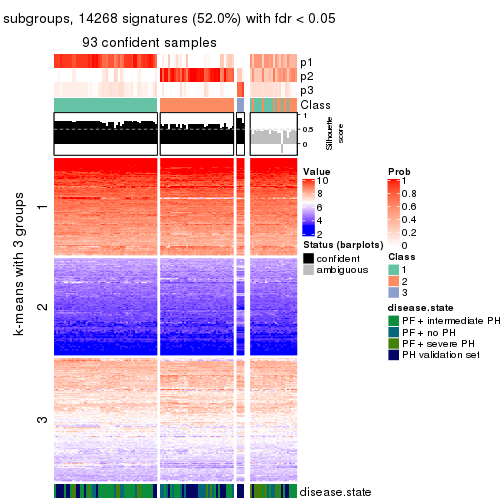 subgroups, 14268 signatures (52.0%) with fdr < 0.05
93 confident samples
p1
p2
p3
Class
1
0.5
0
Silhouette
score
k-means with 3 groups
1
2
3
Value
10
8
6
4
2
Status (barplots)
confident
ambiguous
Prob
1
0.8
0.6
0.4
0.2
0
Class
1
2
3
disease.state
PF + intermediate PH
PF + no PH
PF + severe PH
PH validation set
disease.state